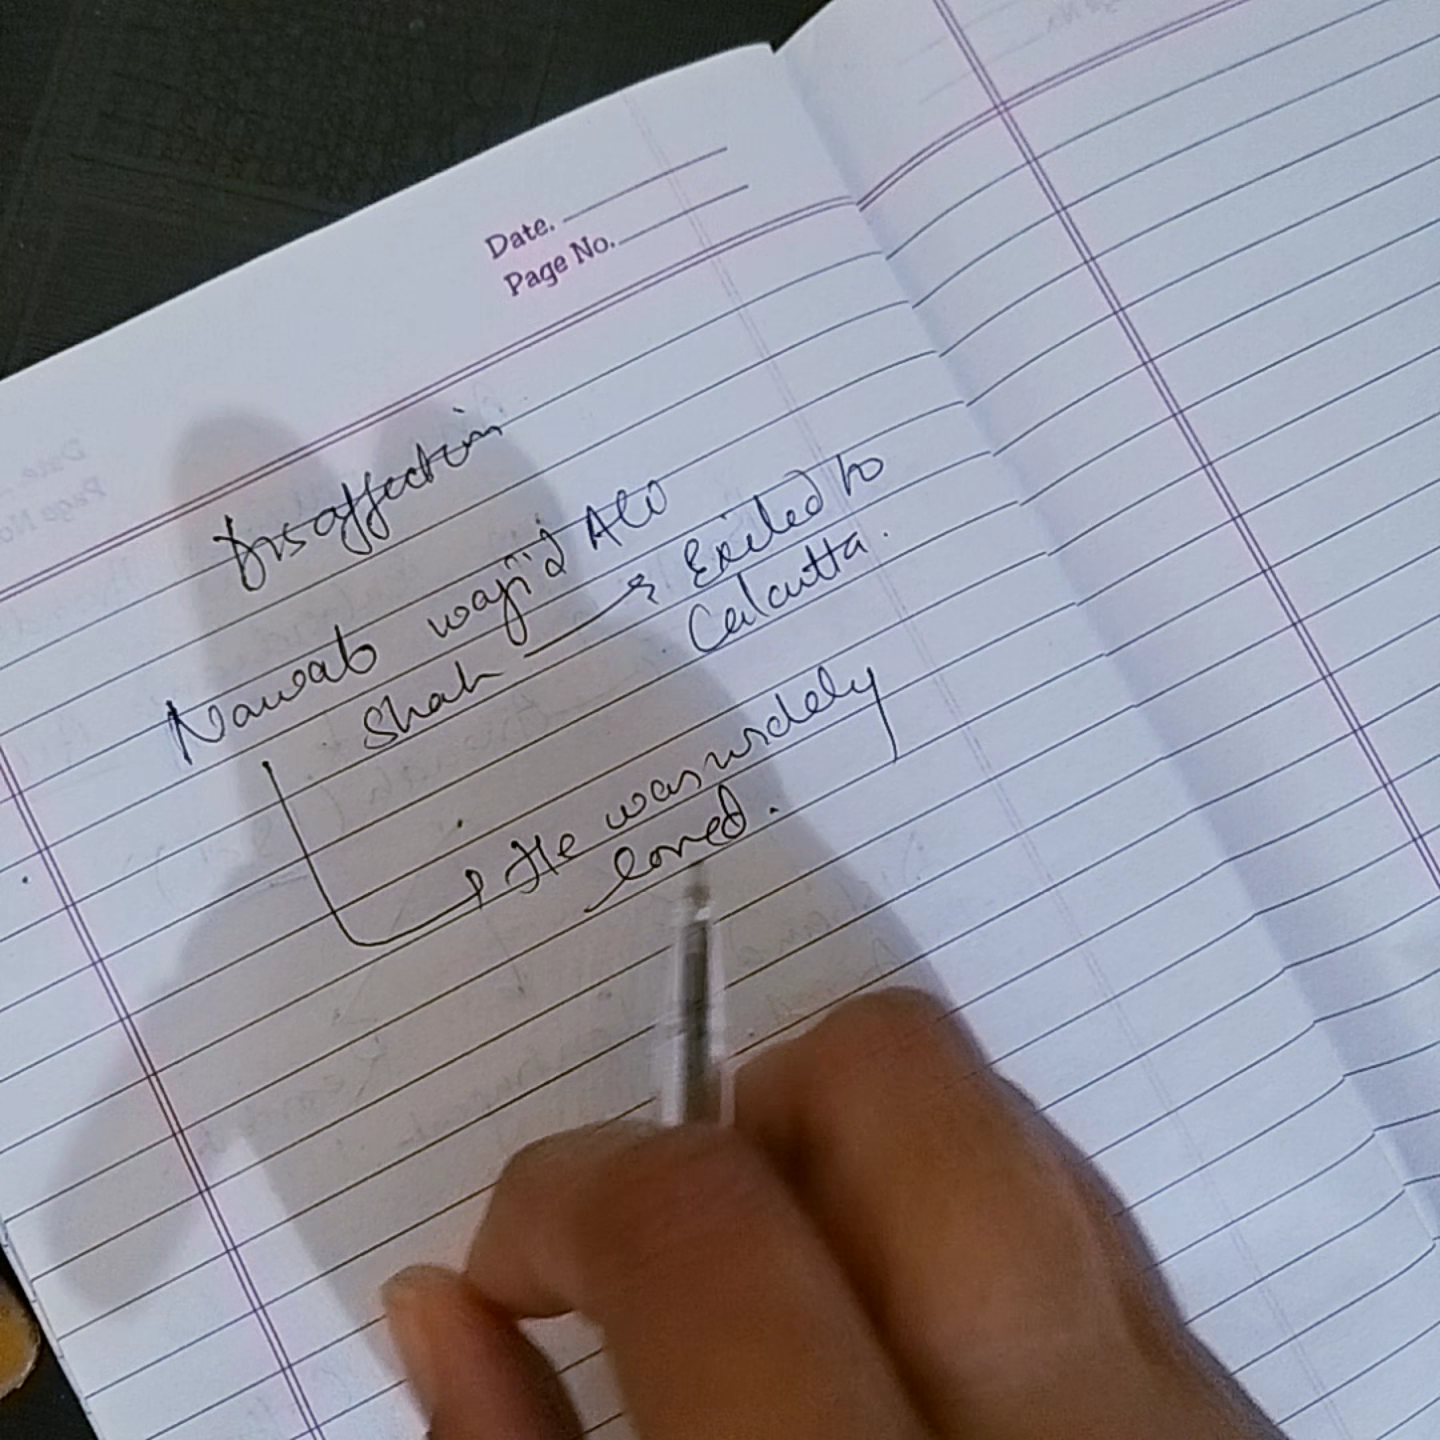 Date.
Page No.
Disaffection
Nawab wajid Ali
Shah → Exiled to
Calcutta.
→ He was widely
loved.